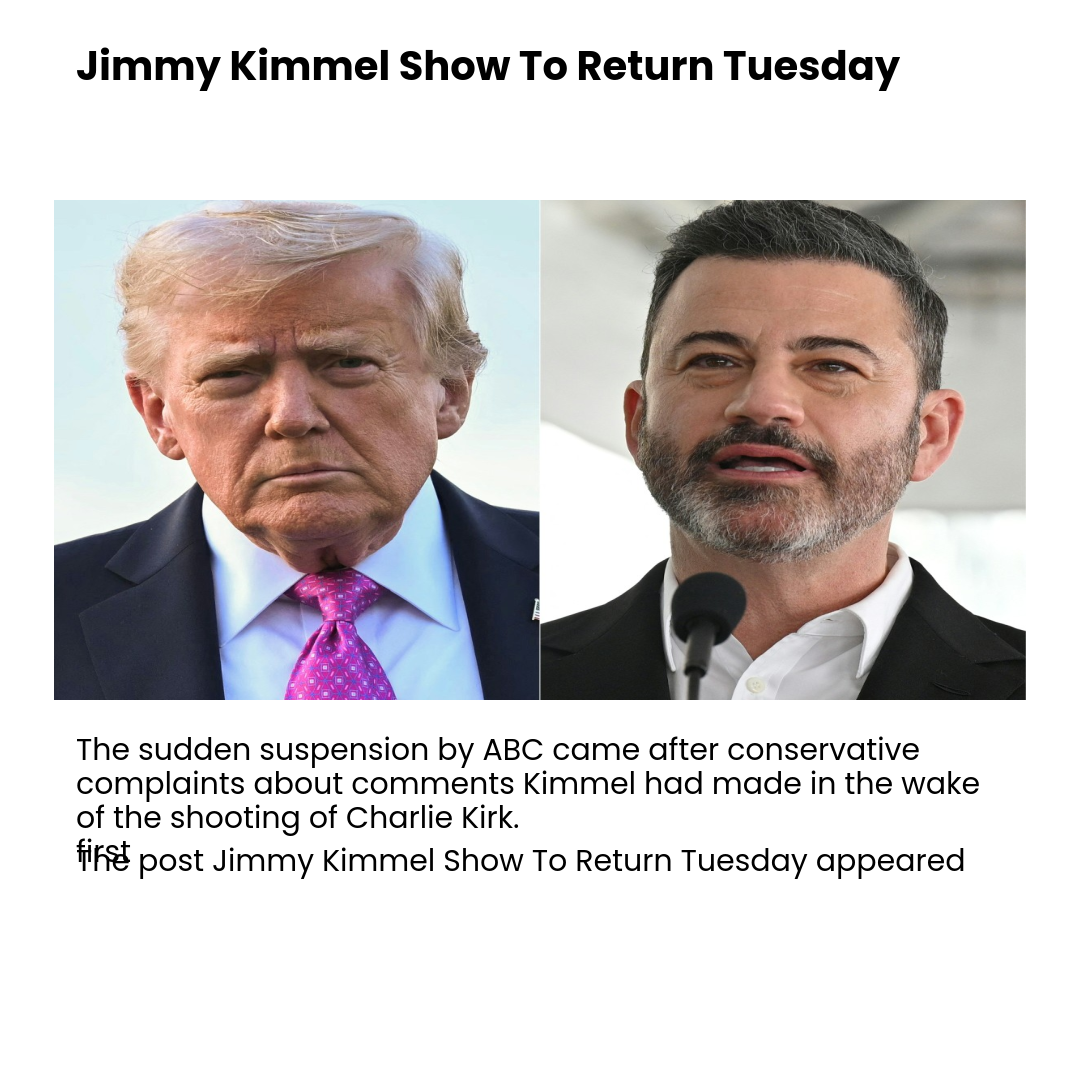 Jimmy Kimmel Show To Return Tuesday
The sudden suspension by ABC came after conservative
complaints about comments Kimmel had made in the wake
of the shooting of Charlie Kirk.
first
The post Jimmy Kimmel Show To Return Tuesday appeared